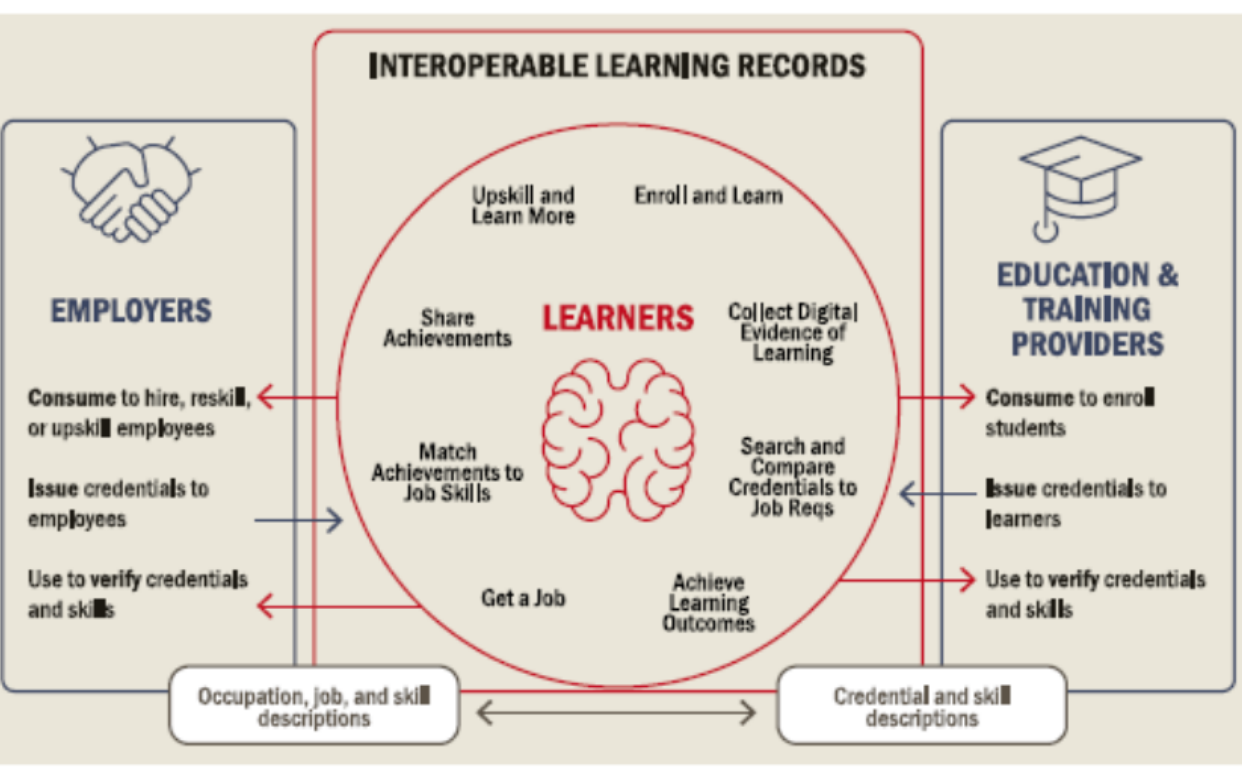 INTEROPERABLE LEARNING RECORDS
EMPLOYERS
Consume to hire, reskill,
or upskill employees
Issue credentials to
employees
Use to verify credentials
and skills
Upskill and
Learn More
Enroll and Learn
Share
Achievements
LEARNERS
Collect Digital
Evidence of
Learning
Match
Achievements to
Job Skills
Search and
Compare
Credentials to
Job Reqs
Get a Job
Achieve
Learning
Outcomes
EDUCATION &
TRAINING
PROVIDERS
Consume to enroll
students
Issue credentials to
learners
Use to verify credentials
and skills
Occupation, job, and skill
descriptions
Credential and skill
descriptions